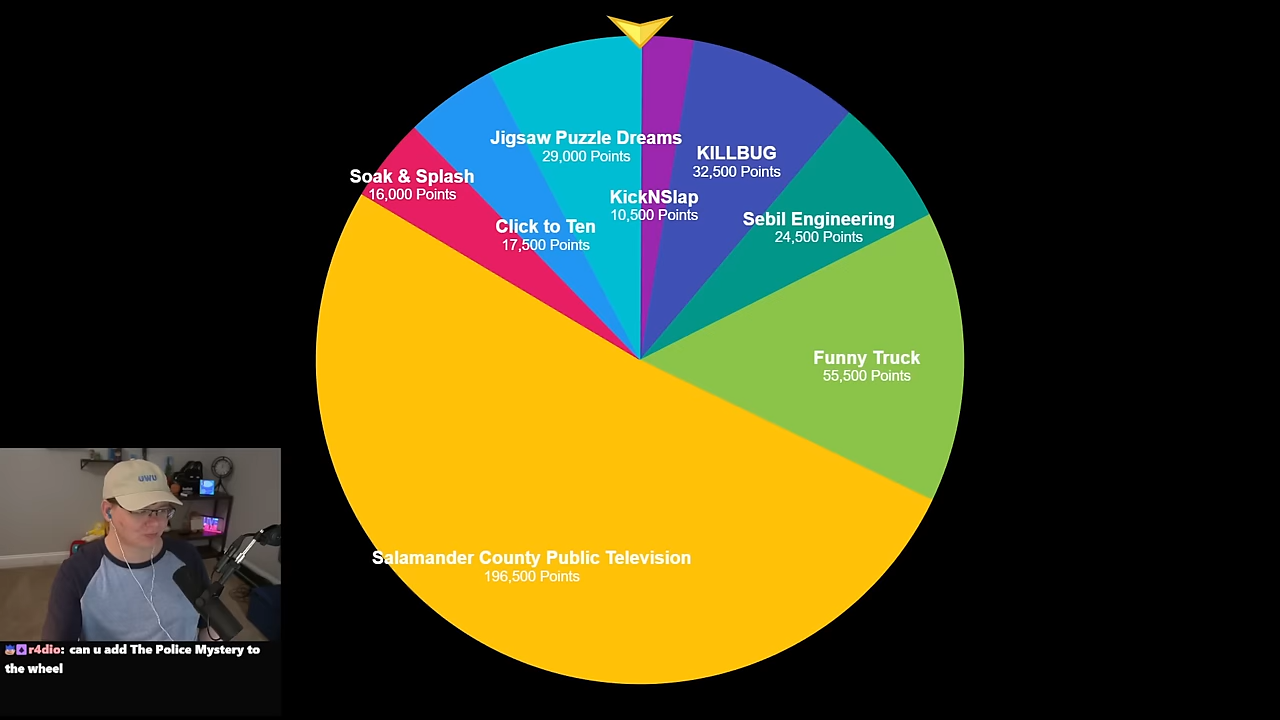 Jigsaw Puzzle Dreams
29,000 Points
KILLBUG
32,500 Points
Soak & Splash
16,000 Points
KickNSlap
10,500 Points
Sebil Engineering
24,500 Points
Click to Ten
17,500 Points
Funny Truck
55,500 Points
Salamander County Public Television
196,500 Points
UWU
r4dio: can u add The Police Mystery to
the wheel